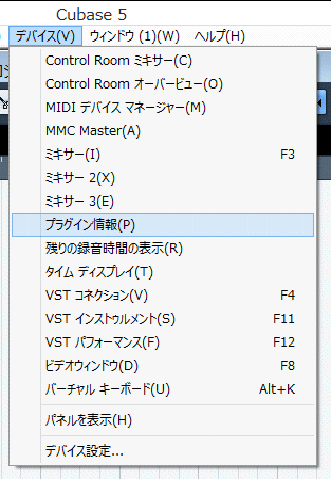 Cubase 5
デバイス(V) ウィンドウ (1)(W) ヘルプ(H)
Control Room ミキサー(C)
Control Room オーバービュー(O)
MIDI デバイス マネージャー(M)
MMC Master(A)
ミキサー(I) F3
ミキサー 2(X)
ミキサー 3(E)
プラグイン情報(P)
残りの録音時間の表示(R)
タイム ディスプレイ(T)
VST コネクション(V) F4
VST インストゥルメント(S) F11
VST パフォーマンス(F) F12
ビデオウィンドウ(D) F8
バーチャル キーボード(U) Alt+K
パネルを表示(H)
デバイス設定...